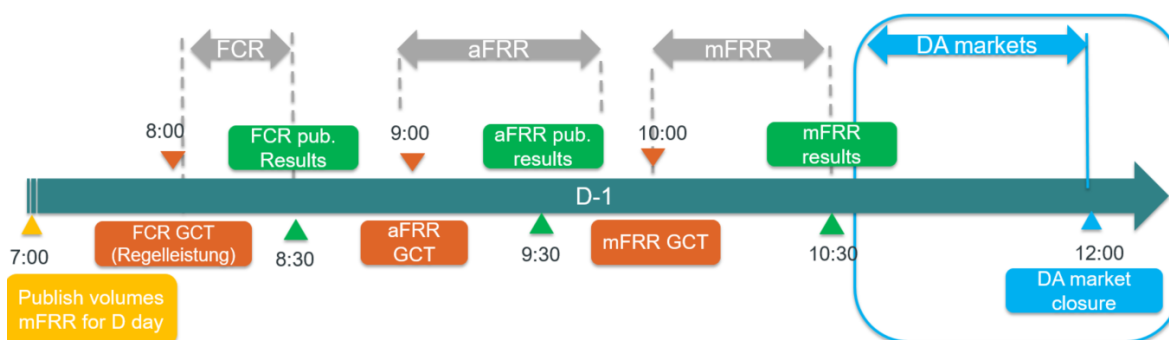 FCR
aFRR
mFRR
DA markets
8:00
FCR pub.
Results
9:00
aFRR pub.
results
10:00
mFRR
results
D-1
7:00
FCR GCT
(Regelleistung)
8:30
aFRR
GCT
9:30
mFRR GCT
10:30
12:00
Publish volumes
mFRR for D day
DA market
closure